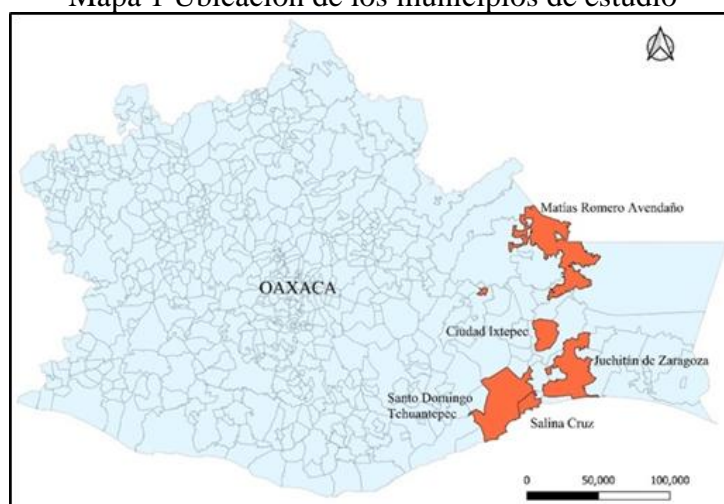 Mapa 1 Ubicación de los municipios de estudio
Matías Romero Avendaño
OAXACA
Ciudad Ixtepec
Juchitán de Zaragoza
Santo Domingo
Tehuantepec
Salina Cruz
0 50,000 100,000